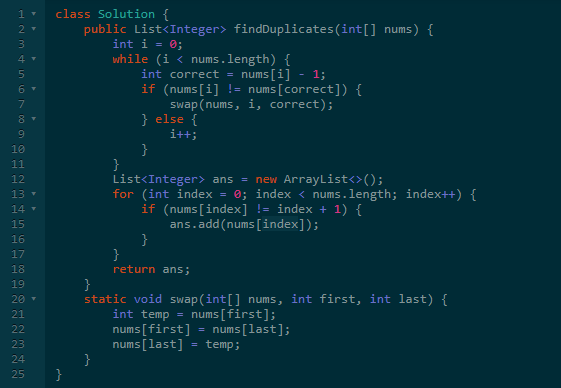 1 class Solution {
2     public List<Integer> findDuplicates(int[] nums) {
3         int i = 0;
4         while (i < nums.length) {
5             int correct = nums[i] - 1;
6             if (nums[i] != nums[correct]) {
7                 swap(nums, i, correct);
8             } else {
9                 i++;
10             }
11         }
12         List<Integer> ans = new ArrayList<>();
13         for (int index = 0; index < nums.length; index++) {
14             if (nums[index] != index + 1) {
15                 ans.add(nums[index]);
16             }
17         }
18         return ans;
19     }
20     static void swap(int[] nums, int first, int last) {
21         int temp = nums[first];
22         nums[first] = nums[last];
23         nums[last] = temp;
24     }
25 }